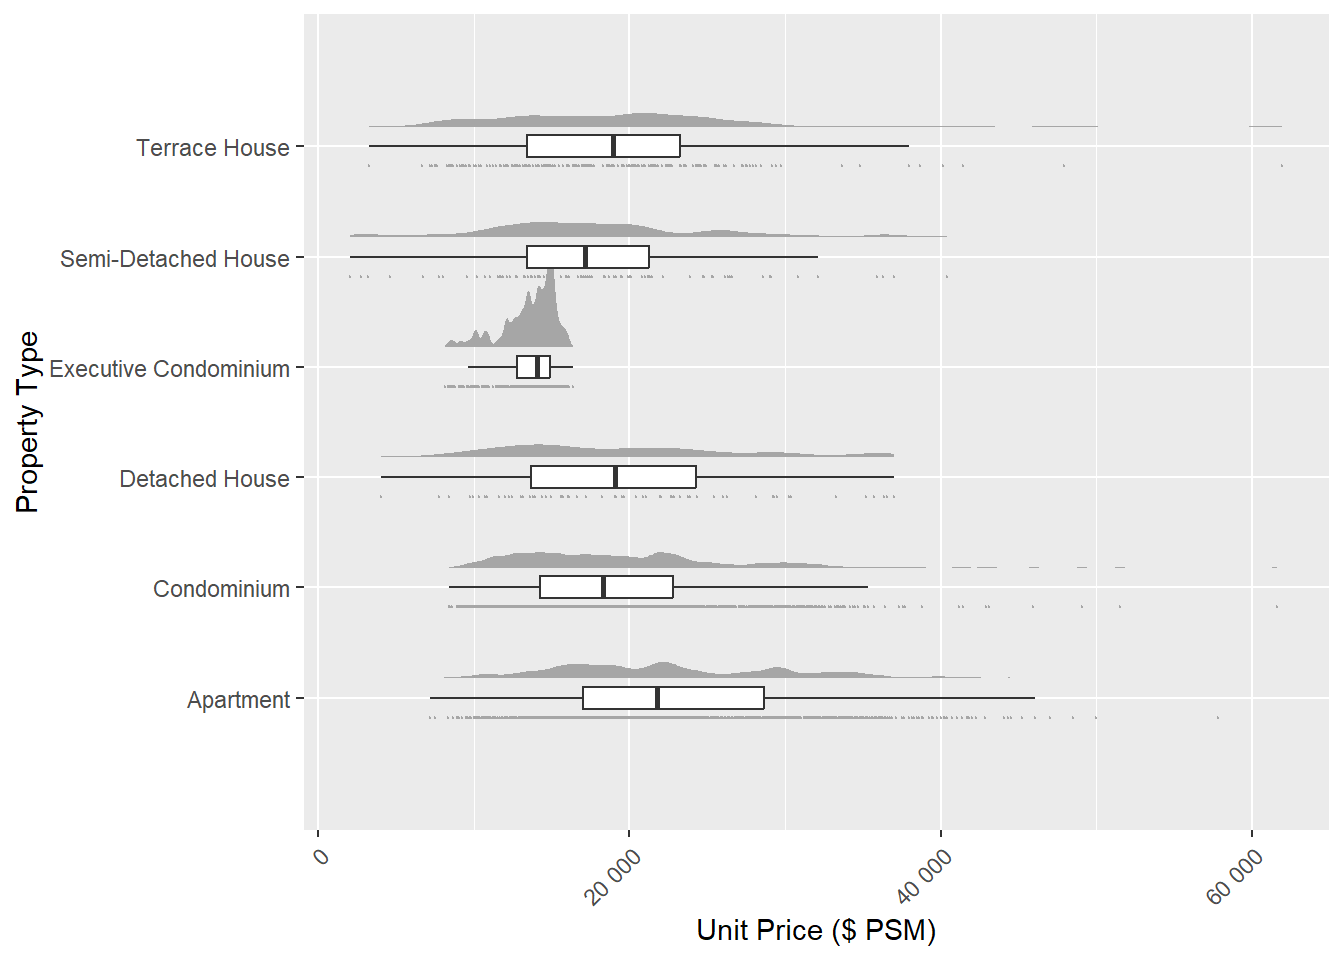 Property Type
Terrace House
Semi-Detached House
Executive Condominium
Detached House
Condominium
Apartment
0
20 000
40 000
60 000
Unit Price ($ PSM)